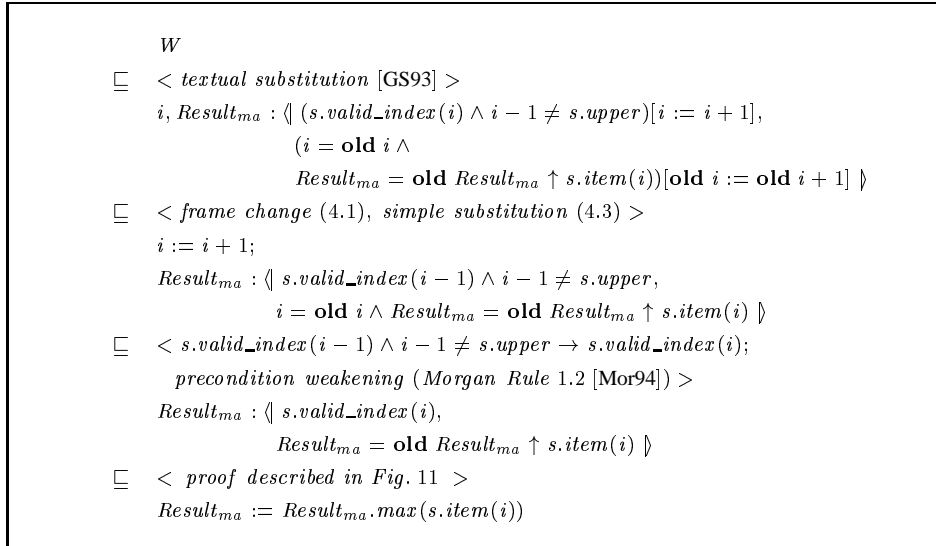 W
⊑ < textual substitution [GS93] >
i, Result_ma : ⟨| (s.valid_index(i) ∧ i − 1 ≠ s.upper)[i := i + 1],
(i = old i ∧
Result_ma = old Result_ma ↑ s.item(i))[old i := old i + 1] |⟩
⊑ < frame change (4.1), simple substitution (4.3) >
i := i + 1;
Result_ma : ⟨| s.valid_index(i − 1) ∧ i − 1 ≠ s.upper,
i = old i ∧ Result_ma = old Result_ma ↑ s.item(i) |⟩
⊑ < s.valid_index(i − 1) ∧ i − 1 ≠ s.upper → s.valid_index(i);
precondition weakening (Morgan Rule 1.2 [Mor94]) >
Result_ma : ⟨| s.valid_index(i),
Result_ma = old Result_ma ↑ s.item(i) |⟩
⊑ < proof described in Fig. 11 >
Result_ma := Result_ma.max(s.item(i))